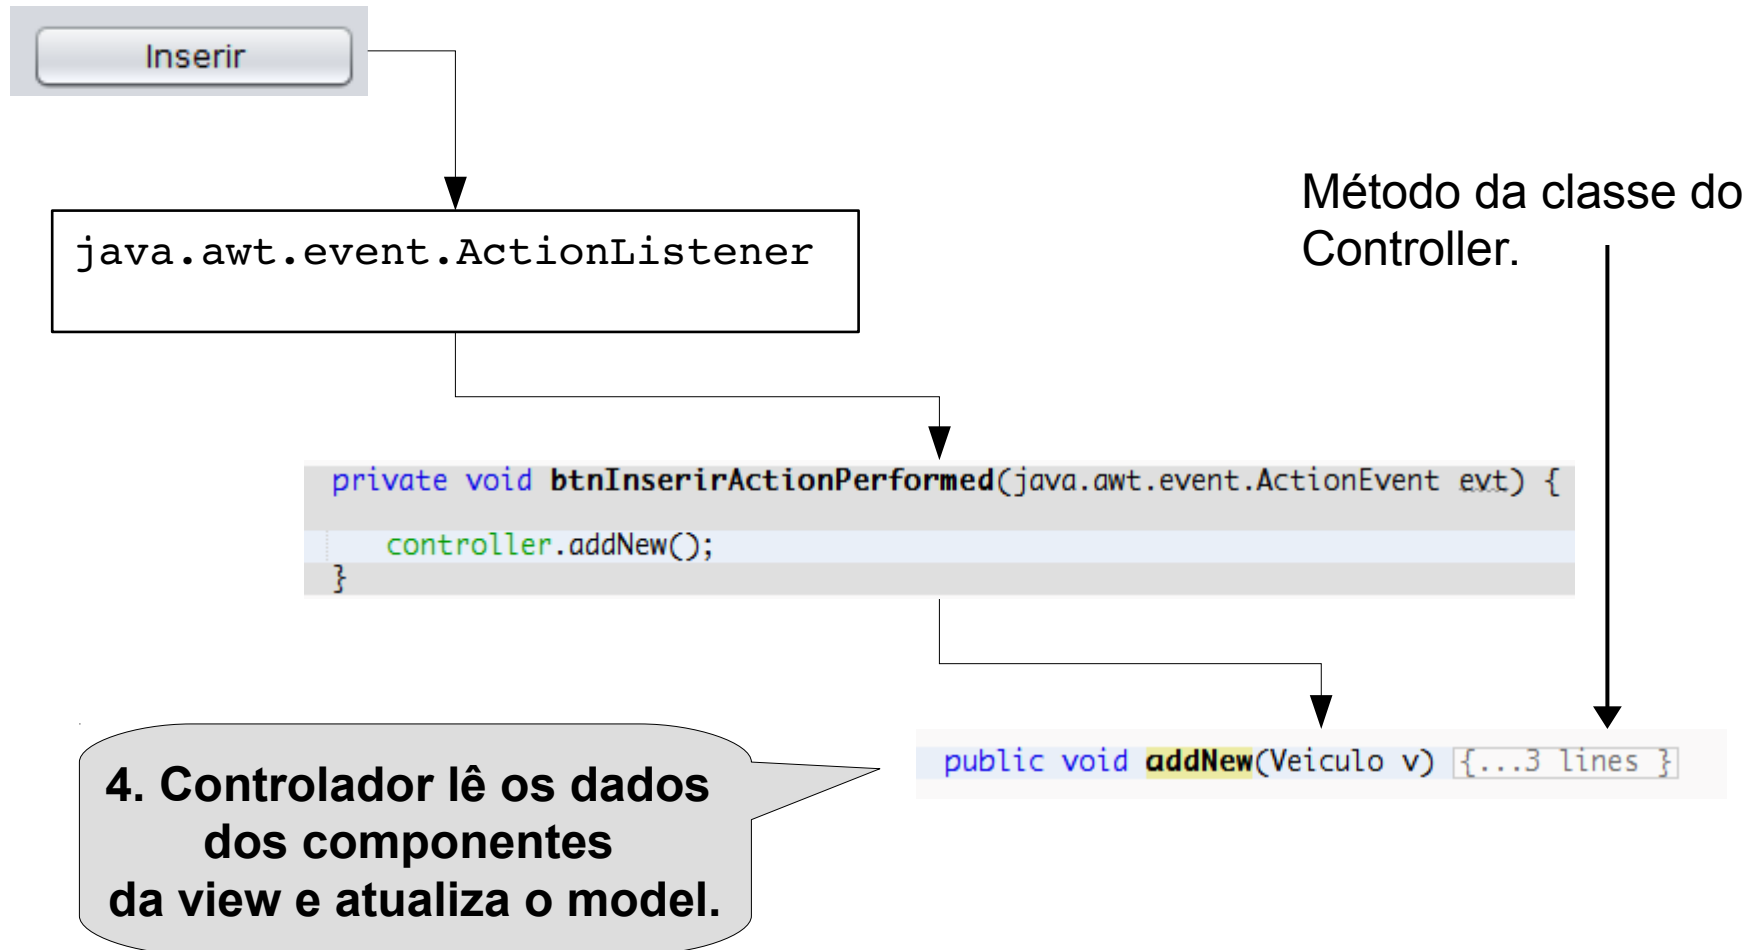 Inserir
java.awt.event.ActionListener
Método da classe do
Controller.
private void btnInserirActionPerformed(java.awt.event.ActionEvent evt) {
controller.addNew();
}
public void addNew(Veiculo v) {...3 lines }
4. Controlador lê os dados
dos componentes
da view e atualiza o model.